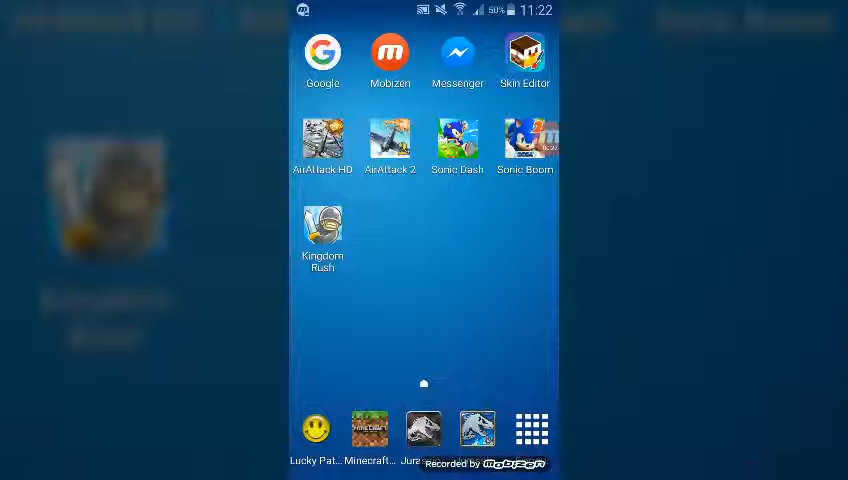 50% 11:22
Google Mobizen Messenger Skin Editor
AirAttack HD AirAttack 2 Sonic Dash Sonic Boom
Kingdom
Rush
Lucky Pat... Minecraft...
Recorded by mobizen